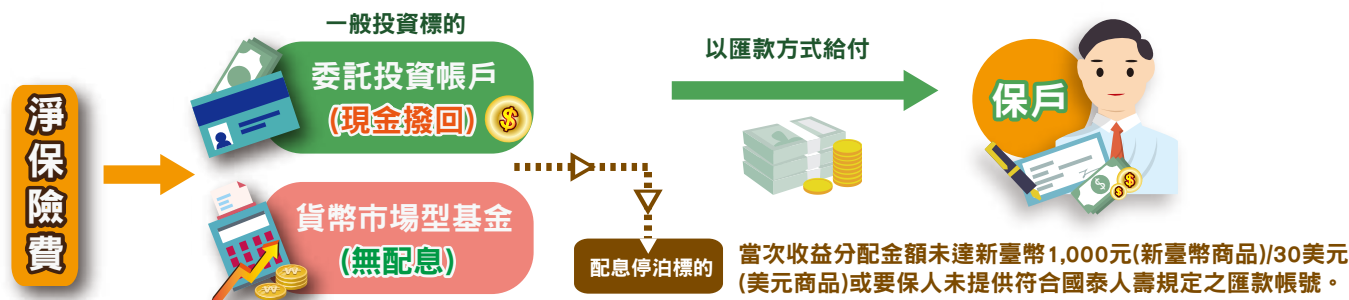 淨保險費
一般投資標的
委託投資帳戶
(現金撥回)
$
貨幣市場型基金
(無配息)
以匯款方式給付
保戶
配息停泊標的
當次收益分配金額未達新臺幣1,000元(新臺幣商品)/30美元
(美元商品)或要保人未提供符合國泰人壽規定之匯款帳號。